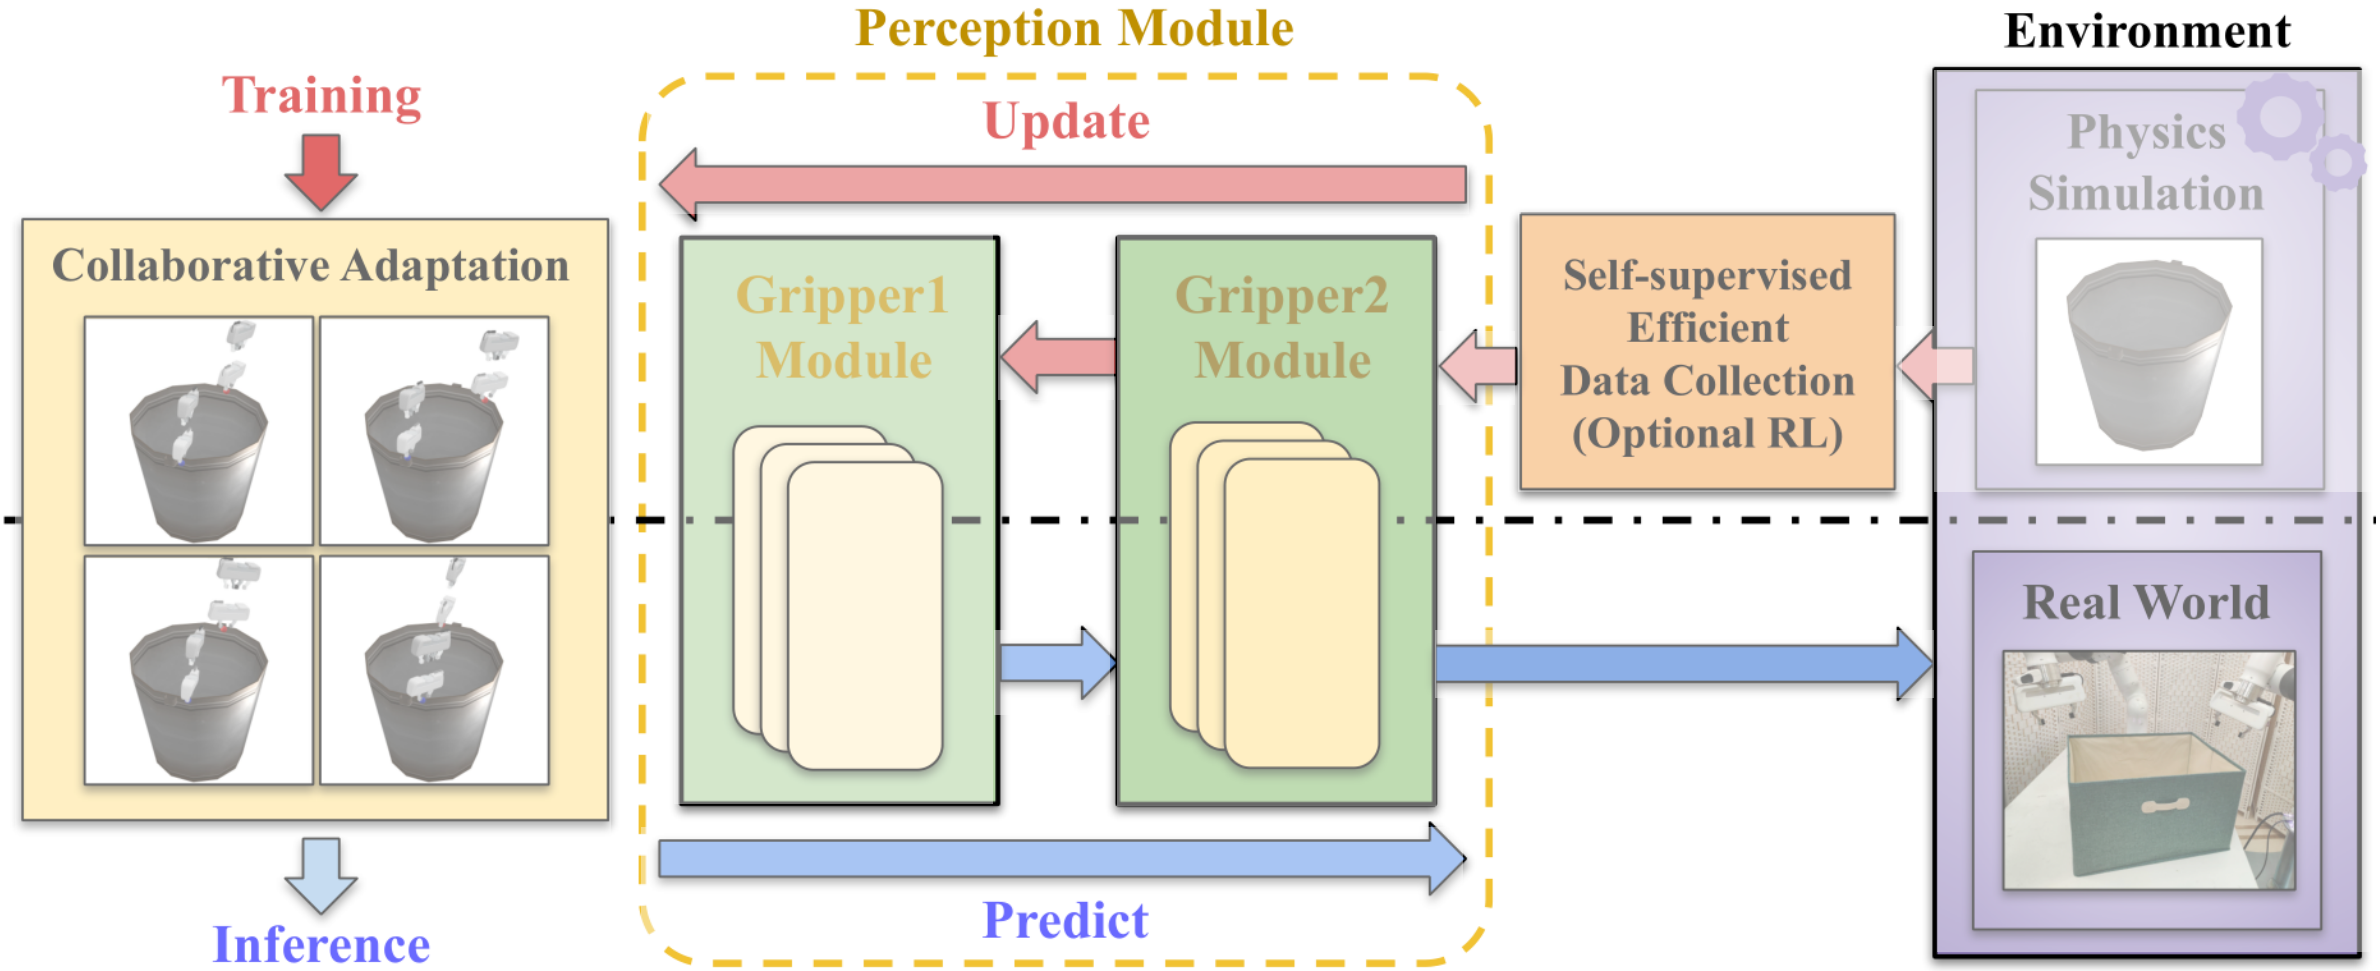 Perception Module
Environment
Training
Update
Physics
Simulation
Collaborative Adaptation
Gripper1
Module
Gripper2
Module
Self-supervised
Efficient
Data Collection
(Optional RL)
Real World
Predict
Inference